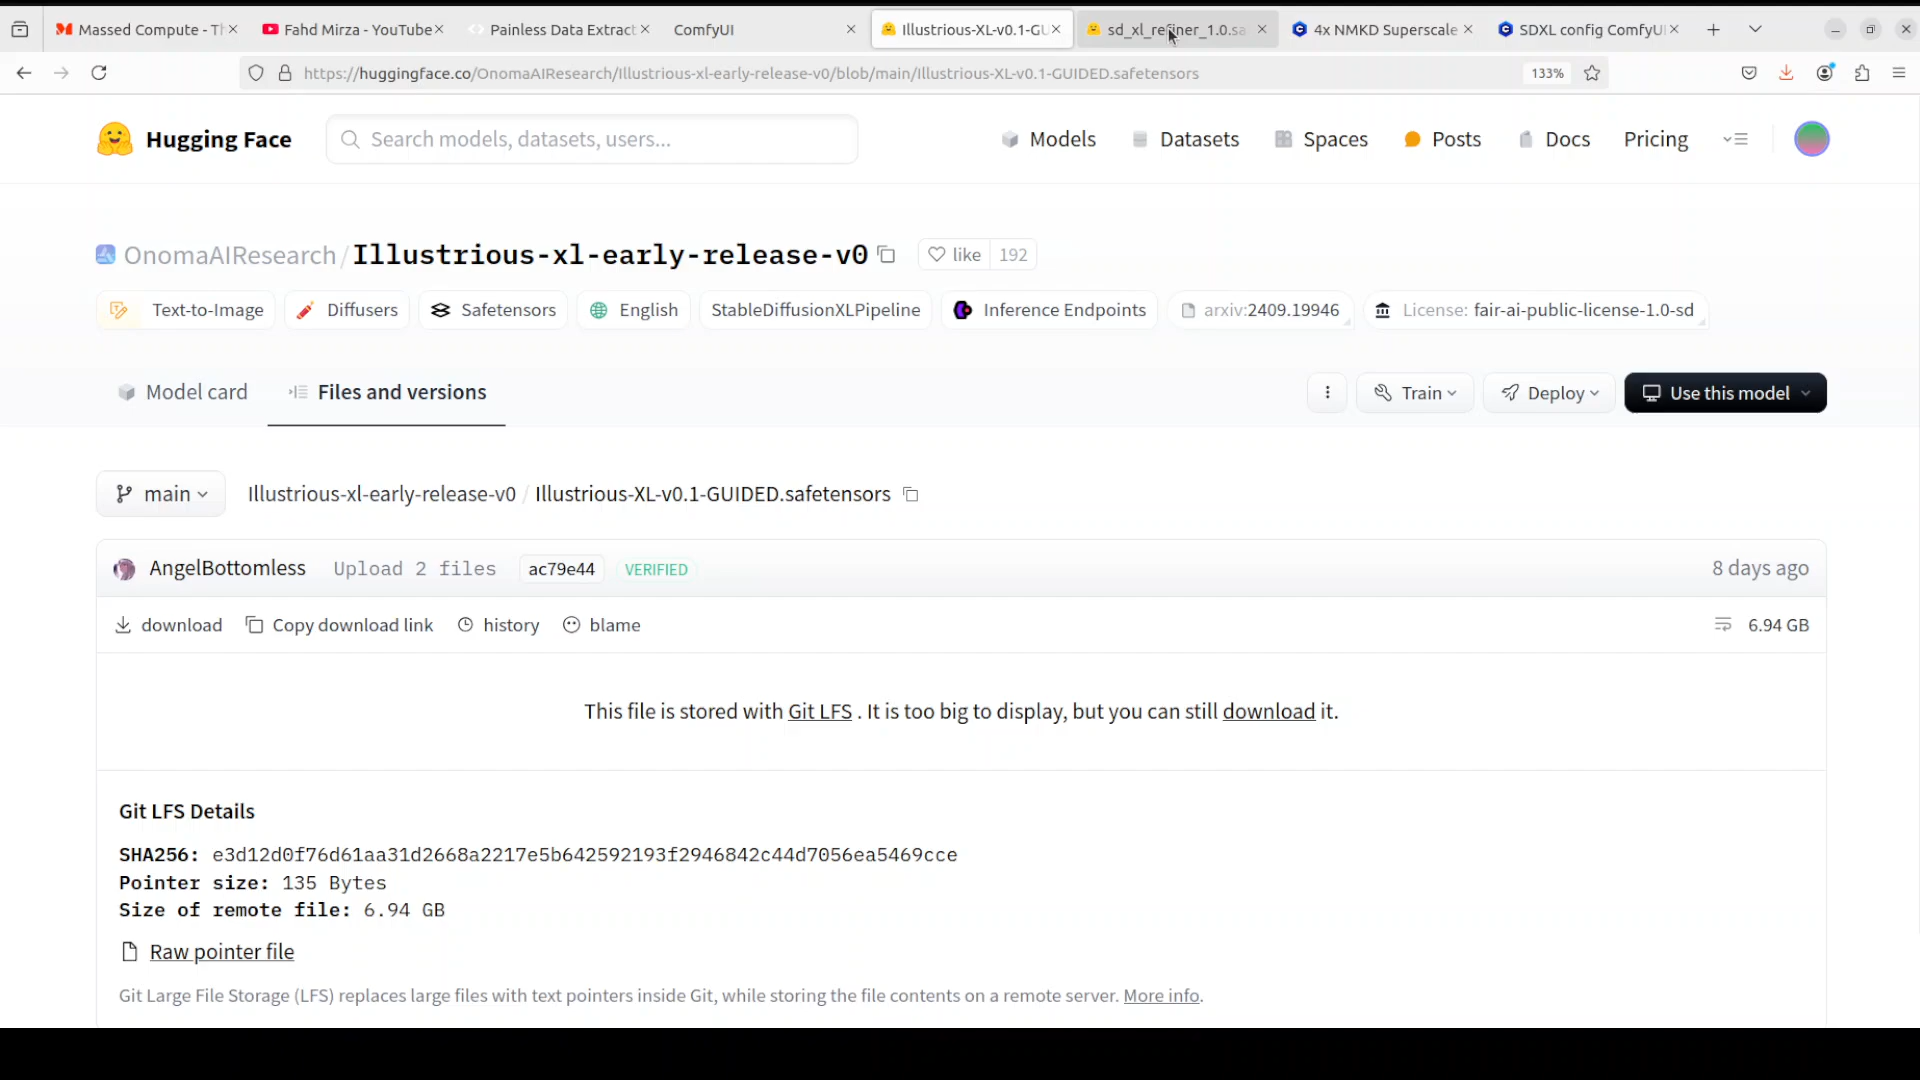 Massed Compute - Th
Fahd Mirza - YouTube
Painless Data Extract
ComfyUI
Illustrious-XL-v0.1-GU
sd_xl_refiner_1.0.sa
4x NMKD Superscale
SDXL config ComfyUI
https://huggingface.co/OnomaAIResearch/Illustrious-xl-early-release-v0/blob/main/Illustrious-XL-v0.1-GUIDED.safetensors
133%
Hugging Face
Search models, datasets, users...
Models
Datasets
Spaces
Posts
Docs
Pricing
OnomaAIResearch/Illustrious-xl-early-release-v0
like 192
Text-to-Image
Diffusers
Safetensors
English
StableDiffusionXLPipeline
Inference Endpoints
arxiv:2409.19946
License: fair-ai-public-license-1.0-sd
Model card
Files and versions
Train
Deploy
Use this model
main
Illustrious-xl-early-release-v0 / Illustrious-XL-v0.1-GUIDED.safetensors
AngelBottomless Upload 2 files ac79e44 VERIFIED 8 days ago
download Copy download link history blame 6.94 GB
This file is stored with Git LFS . It is too big to display, but you can still download it.
Git LFS Details
SHA256: e3d12d0f76d61aa31d2668a2217e5b642592193f2946842c44d7056ea5469cce
Pointer size: 135 Bytes
Size of remote file: 6.94 GB
Raw pointer file
Git Large File Storage (LFS) replaces large files with text pointers inside Git, while storing the file contents on a remote server. More info.